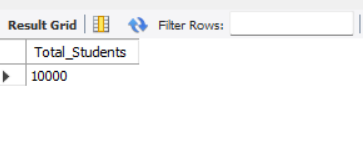 Result Grid Filter Rows:
Total_Students
10000